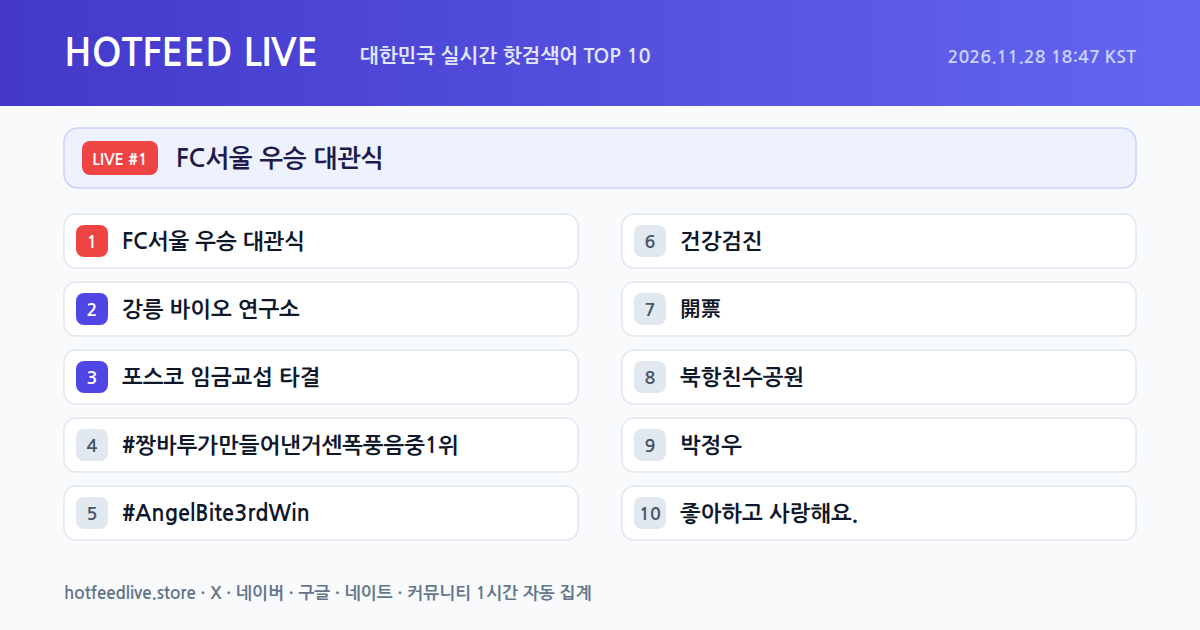 HOTFEED LIVE
대한민국 실시간 핫검색어 TOP 10
2026.11.28 18:47 KST
LIVE #1
FC서울 우승 대관식
1 FC서울 우승 대관식
2 강릉 바이오 연구소
3 포스코 임금교섭 타결
4 #짱바투가만들어낸거센폭풍음중1위
5 #AngelBite3rdWin
6 건강검진
7 開票
8 북항친수공원
9 박정우
10 좋아하고 사랑해요.
hotfeedlive.store · X · 네이버 · 구글 · 네이트 · 커뮤니티 1시간 자동 집계